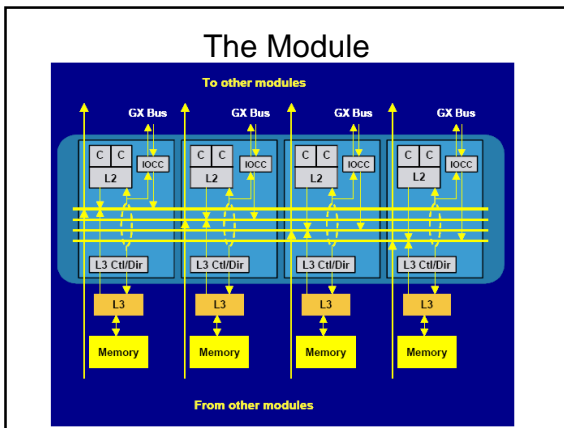 The Module
To other modules
GX Bus GX Bus GX Bus GX Bus
C C C C C C C C
IOCC IOCC IOCC IOCC
L2 L2 L2 L2
L3 Ctl/Dir L3 Ctl/Dir L3 Ctl/Dir L3 Ctl/Dir
L3 L3 L3 L3
Memory Memory Memory Memory
From other modules